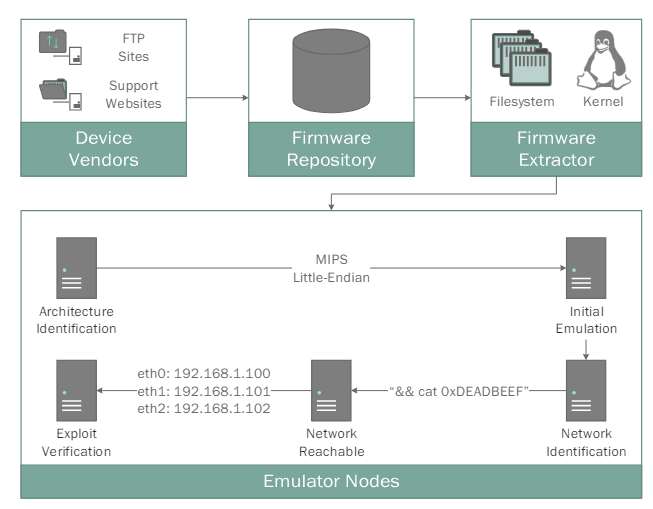 FTP
Sites
Support
Websites
Device
Vendors
Firmware
Repository
Filesystem
Kernel
Firmware
Extractor
MIPS
Little-Endian
Architecture
Identification
Initial
Emulation
eth0: 192.168.1.100
eth1: 192.168.1.101
eth2: 192.168.1.102
“&& cat 0xDEADBEEF”
Exploit
Verification
Network
Reachable
Network
Identification
Emulator Nodes